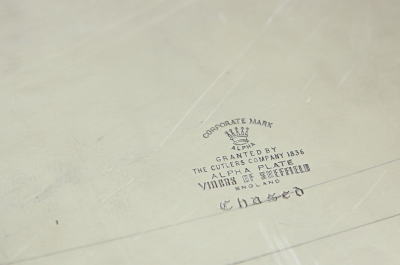 CORPORATE MARK
ALPHA
GRANTED BY
THE CUTLERS COMPANY 1836
ALPHA PLATE
VINERS OF SHEFFIELD
ENGLAND
Chased